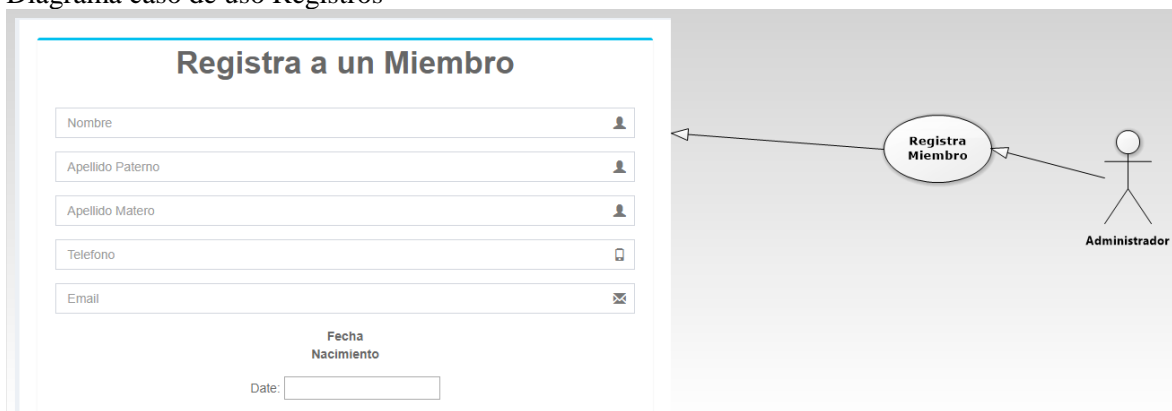 Diagrama caso de uso Registros
Registra a un Miembro
Nombre
Apellido Paterno
Apellido Matero
Telefono
Email
Fecha
Nacimiento
Date:
Registra
Miembro
Administrador